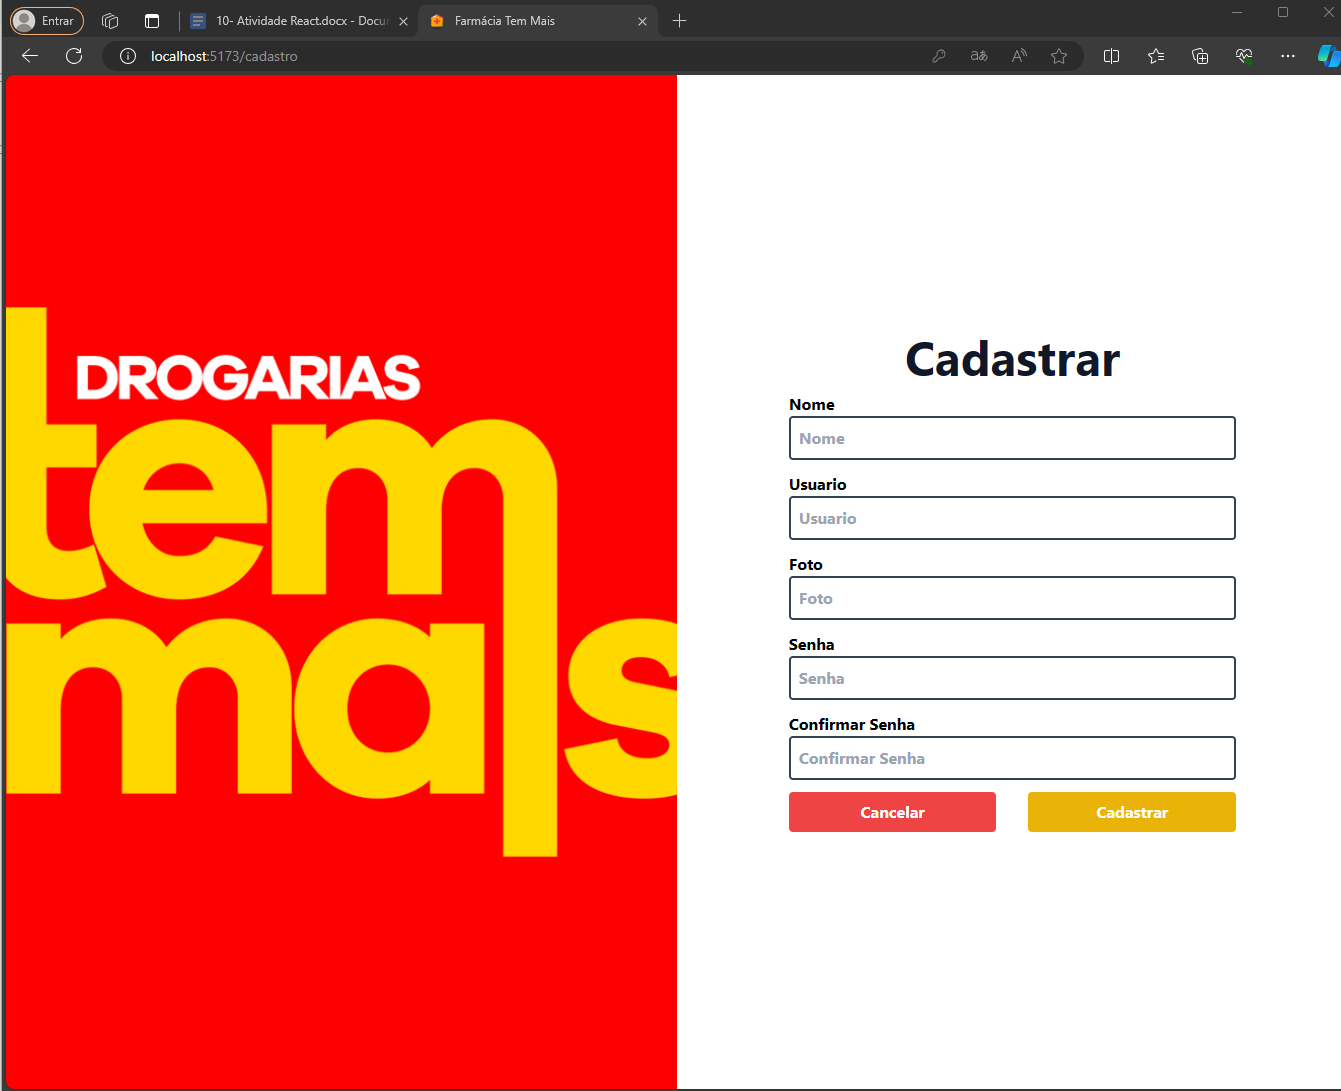 Entrar
10- Atividade React.docx - Docu
Farmácia Tem Mais
localhost:5173/cadastro
DROGARIAS
tem
mais
Cadastrar
Nome
Nome
Usuario
Usuario
Foto
Foto
Senha
Senha
Confirmar Senha
Confirmar Senha
Cancelar
Cadastrar